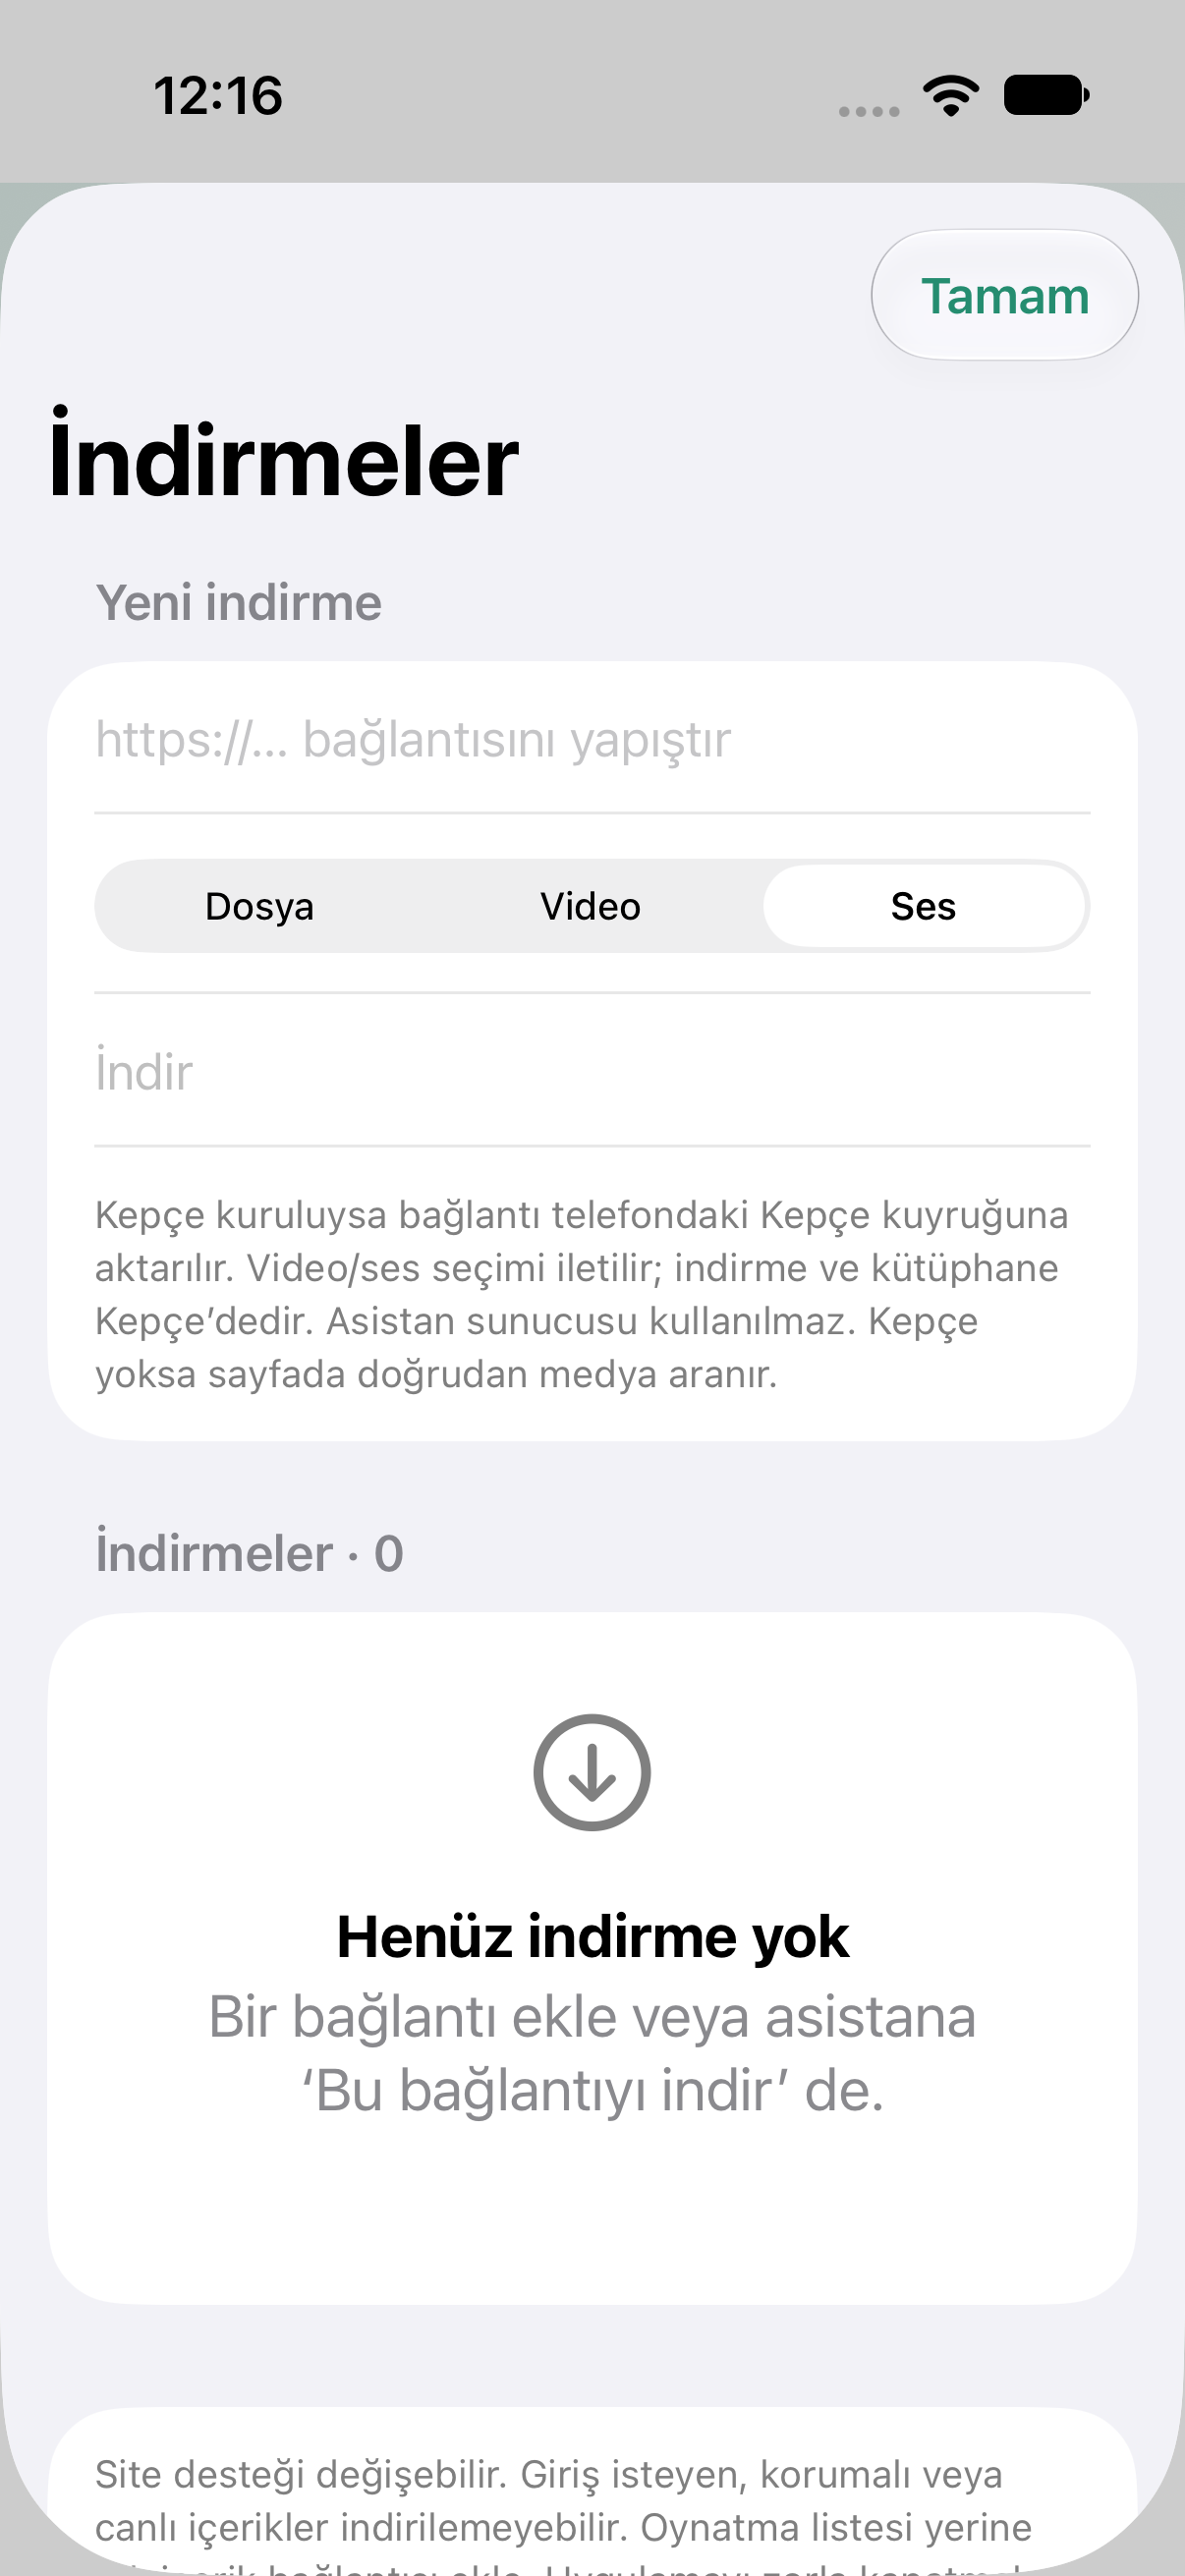 12:16
Tamam
İndirmeler
Yeni indirme
https://... bağlantısını yapıştır
Dosya
Video
Ses
İndir
Kepçe kuruluysa bağlantı telefondaki Kepçe kuyruğuna
aktarılır. Video/ses seçimi iletilir; indirme ve kütüphane
Kepçe’dedir. Asistan sunucusu kullanılmaz. Kepçe
yoksa sayfada doğrudan medya aranır.
İndirmeler · 0
Henüz indirme yok
Bir bağlantı ekle veya asistana
‘Bu bağlantıyı indir’ de.
Site desteği değişebilir. Giriş isteyen, korumalı veya
canlı içerikler indirilemeyebilir. Oynatma listesi yerine